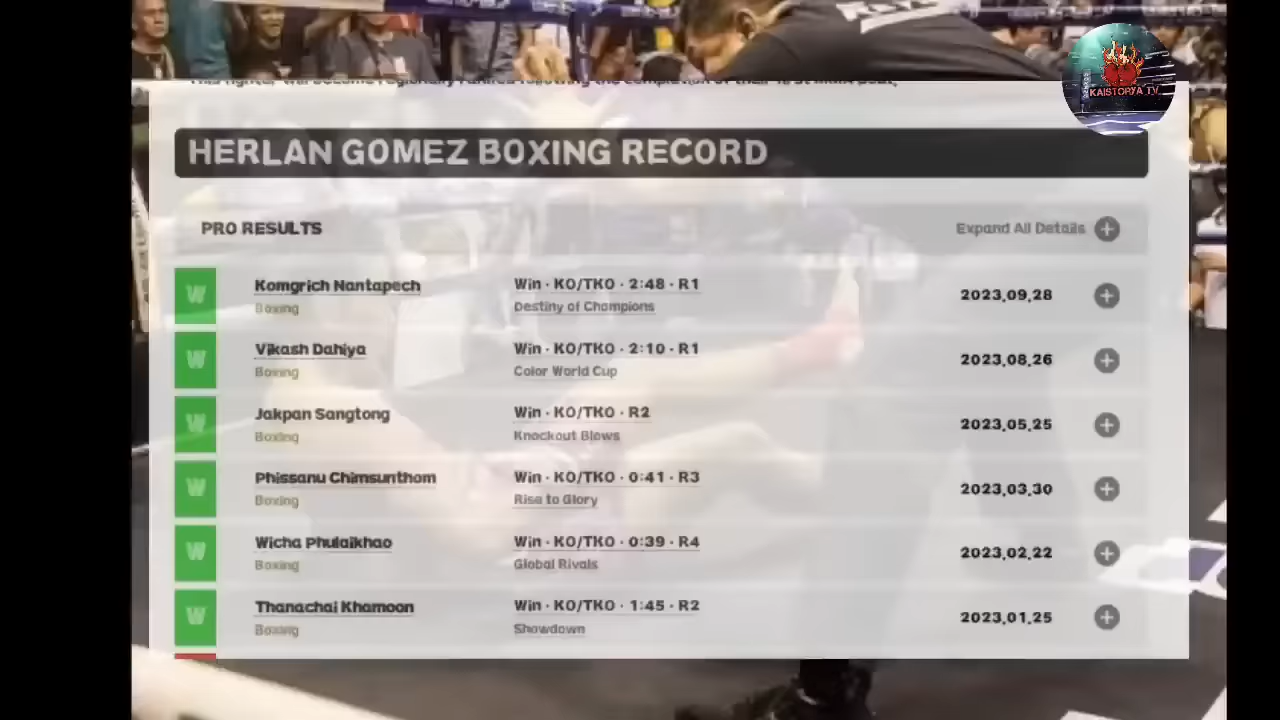 KAISTORYA TV
HERLAN GOMEZ BOXING RECORD
PRO RESULTS
Expand All Details
W
Komgrich Nantapech
Win · KO/TKO · 2:48 · R1
2023.09.28
Boxing
Destiny of Champions
W
Vikash Dahiya
Win · KO/TKO · 2:10 · R1
2023.08.26
Boxing
Color World Cup
W
Jakpan Sangtong
Win · KO/TKO · R2
2023.05.25
Boxing
Knockout Blows
W
Phissanu Chimsunthom
Win · KO/TKO · 0:41 · R3
2023.03.30
Boxing
Rise to Glory
W
Wicha Phulaikhao
Win · KO/TKO · 0:39 · R4
2023.02.22
Boxing
Global Rivals
W
Thanachai Khamoon
Win · KO/TKO · 1:45 · R2
2023.01.25
Boxing
Showdown